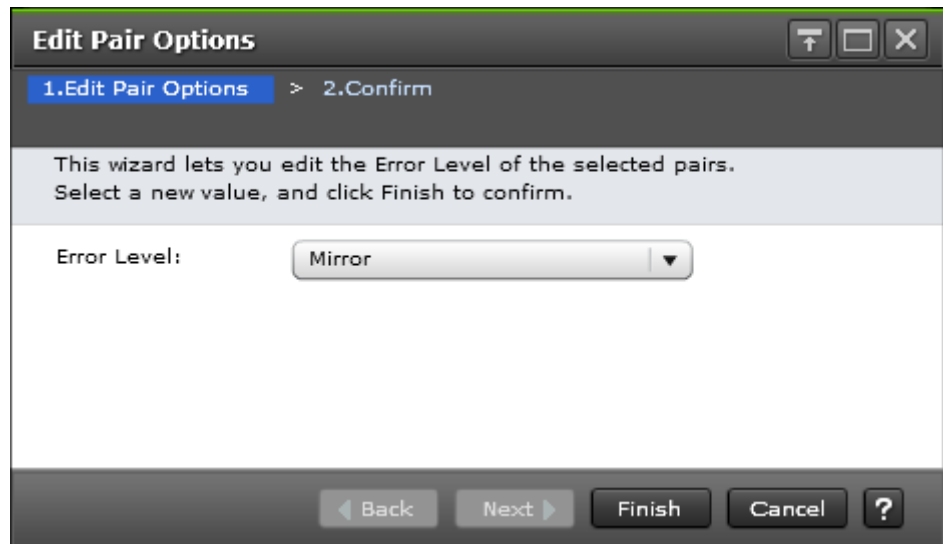 Edit Pair Options
1.Edit Pair Options > 2.Confirm
This wizard lets you edit the Error Level of the selected pairs.
Select a new value, and click Finish to confirm.
Error Level: Mirror
Back Next Finish Cancel ?